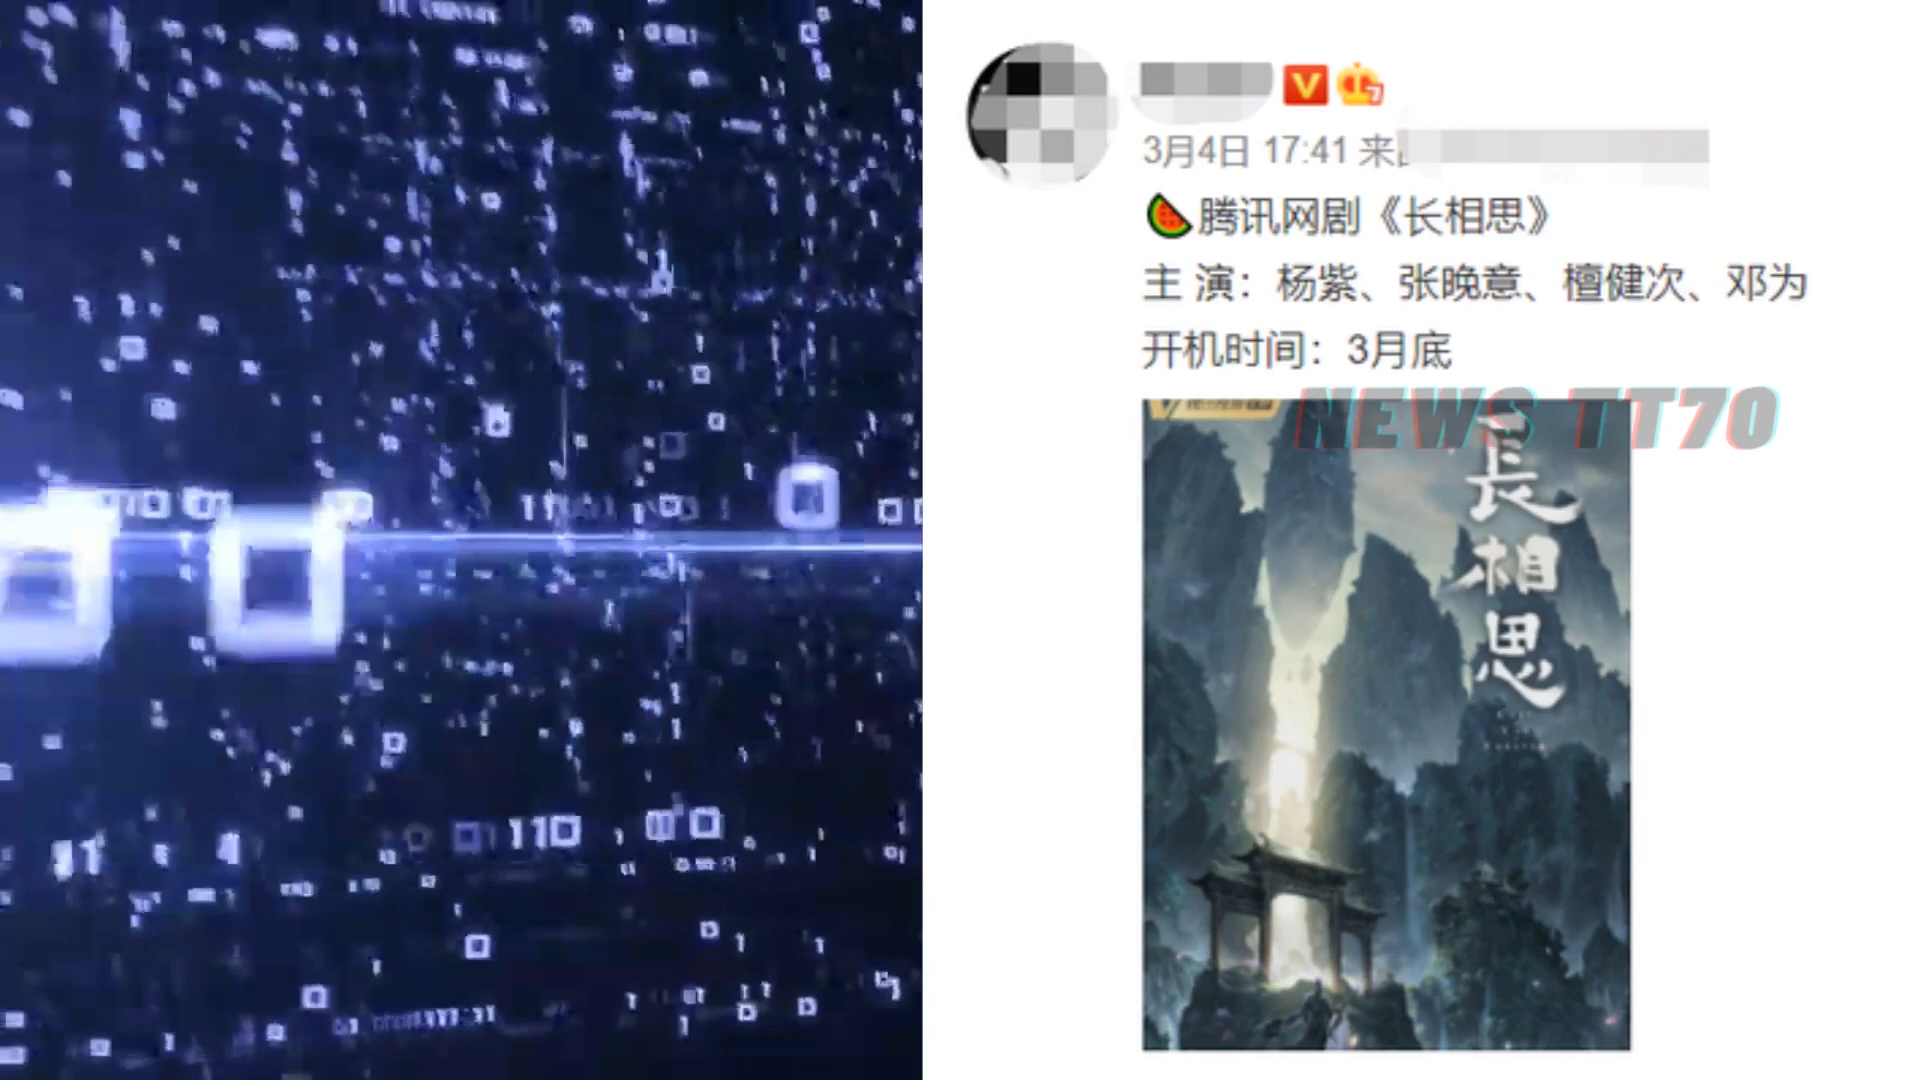 3月4日 17:41 来
🍉腾讯网剧《长相思》
主 演：杨紫、张晚意、檀健次、邓为
开机时间：3月底
NEWS TT70
長
相
思